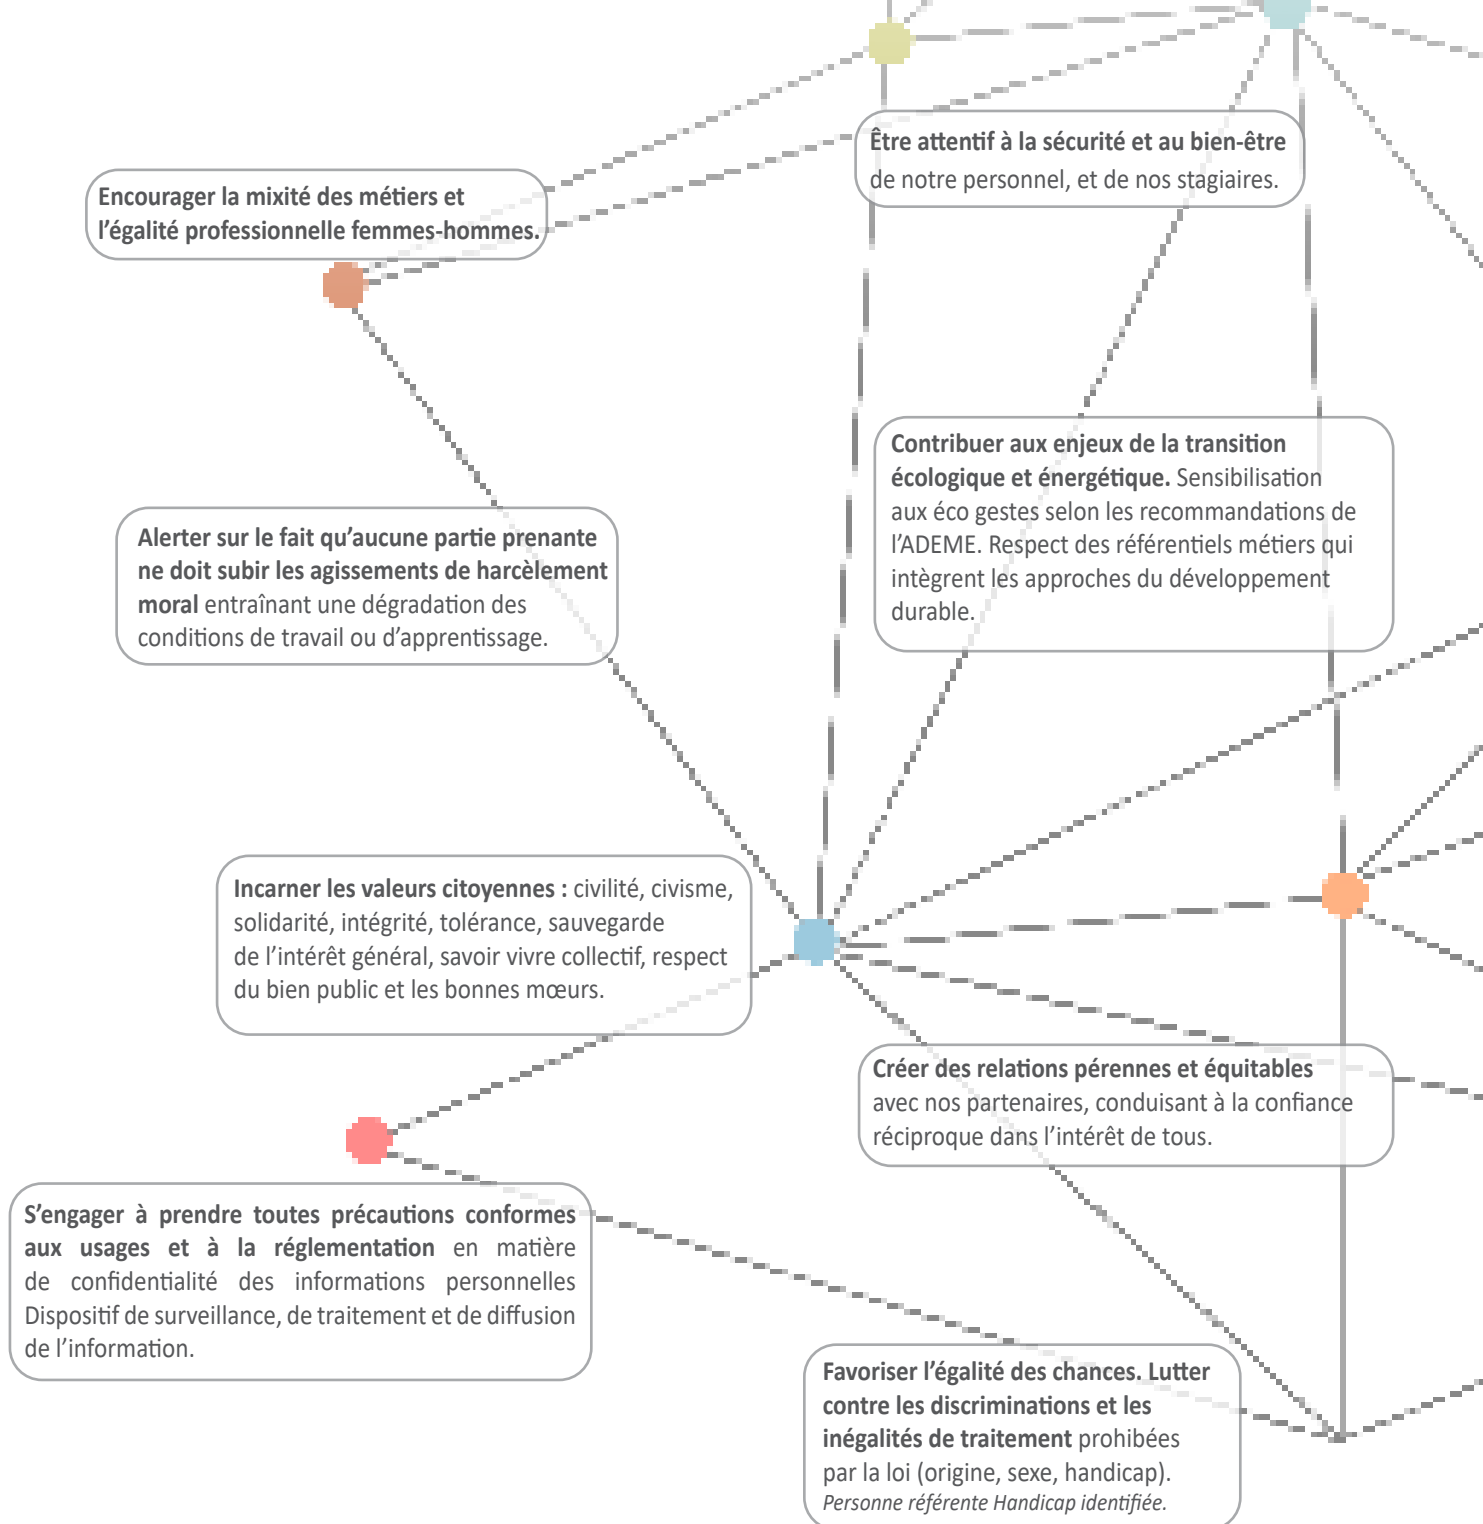 Être attentif à la sécurité et au bien-être
de notre personnel, et de nos stagiaires.
Encourager la mixité des métiers et
l'égalité professionnelle femmes-hommes.
Contribuer aux enjeux de la transition
écologique et énergétique. Sensibilisation
aux éco gestes selon les recommandations de
l'ADEME. Respect des référentiels métiers qui
intègrent les approches du développement
durable.
Alerter sur le fait qu'aucune partie prenante
ne doit subir les agissements de harcèlement
moral entraînant une dégradation des
conditions de travail ou d'apprentissage.
Incarner les valeurs citoyennes : civilité, civisme,
solidarité, intégrité, tolérance, sauvegarde
de l'intérêt général, savoir vivre collectif, respect
du bien public et les bonnes mœurs.
Créer des relations pérennes et équitables
avec nos partenaires, conduisant à la confiance
réciproque dans l'intérêt de tous.
S'engager à prendre toutes précautions conformes
aux usages et à la réglementation en matière
de confidentialité des informations personnelles
Dispositif de surveillance, de traitement et de diffusion
de l'information.
Favoriser l'égalité des chances. Lutter
contre les discriminations et les
inégalités de traitement prohibées
par la loi (origine, sexe, handicap).
Personne référente Handicap identifiée.